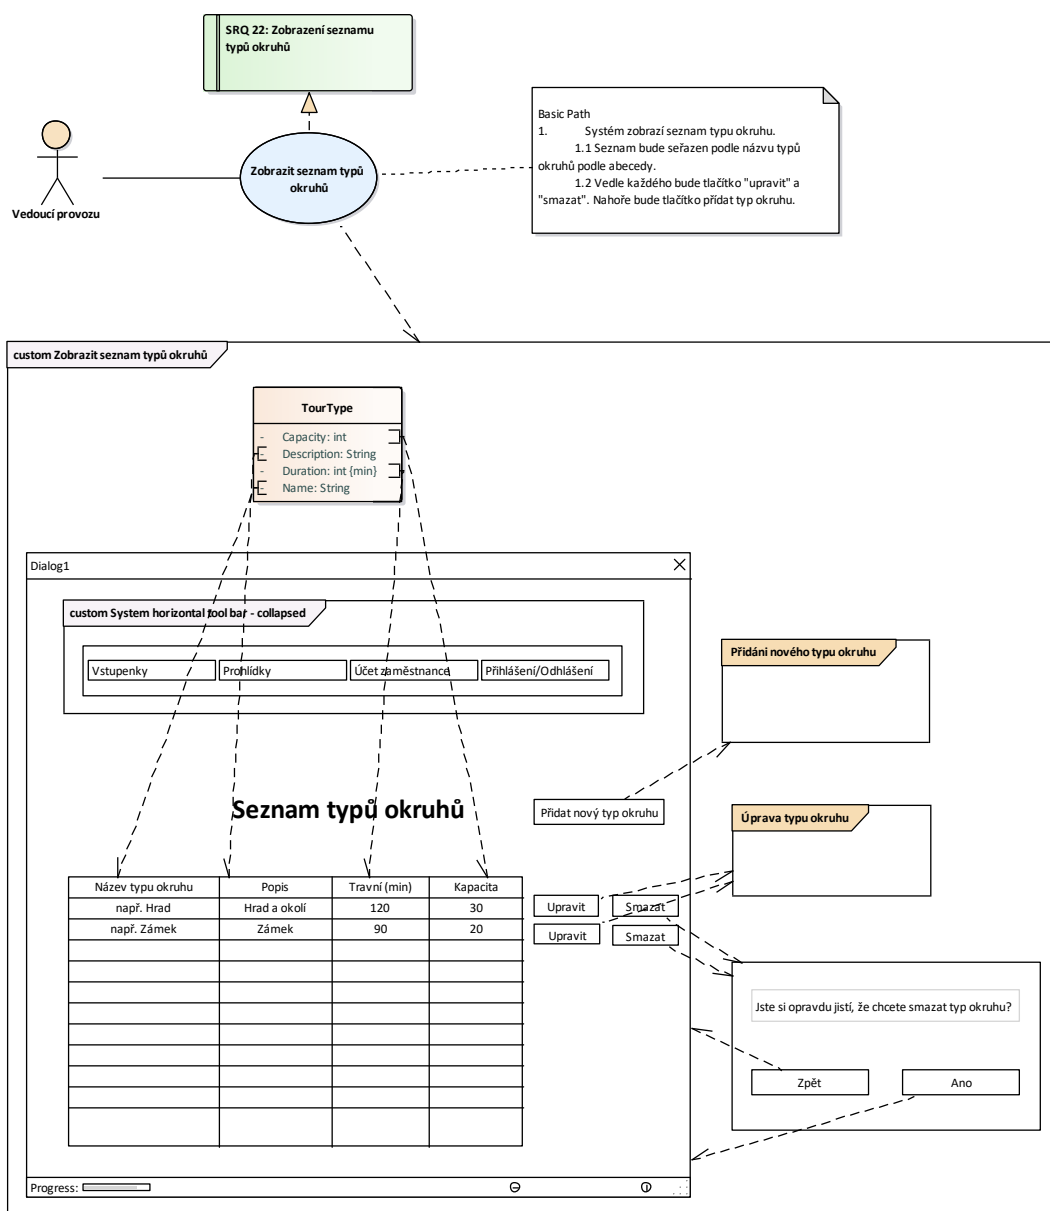 SRQ 22: Zobrazení seznamu
typů okruhů
Basic Path
1. Systém zobrazí seznam typu okruhu.
1.1 Seznam bude seřazen podle názvu typů
okruhů podle abecedy.
1.2 Vedle každého bude tlačítko "upravit" a
"smazat". Nahoře bude tlačítko přídat typ okruhu.
Zobrazit seznam typů
okruhů
Vedoucí provozu
custom Zobrazit seznam typů okruhů
TourType
- Capacity: int
- Description: String
- Duration: int {min}
- Name: String
Dialog1
custom System horizontal tool bar - collapsed
Vstupenky Prohlídky Účet zaměstnance Přihlášení/Odhlášení
Přidáni nového typu okruhu
Seznam typů okruhů
Přidat nový typ okruhu
Úprava typu okruhu
Název typu okruhu Popis Travní (min) Kapacita
např. Hrad Hrad a okolí 120 30 Upravit Smazat
např. Zámek Zámek 90 20 Upravit Smazat
Jste si opravdu jistí, že chcete smazat typ okruhu?
Zpět Ano
Progress: